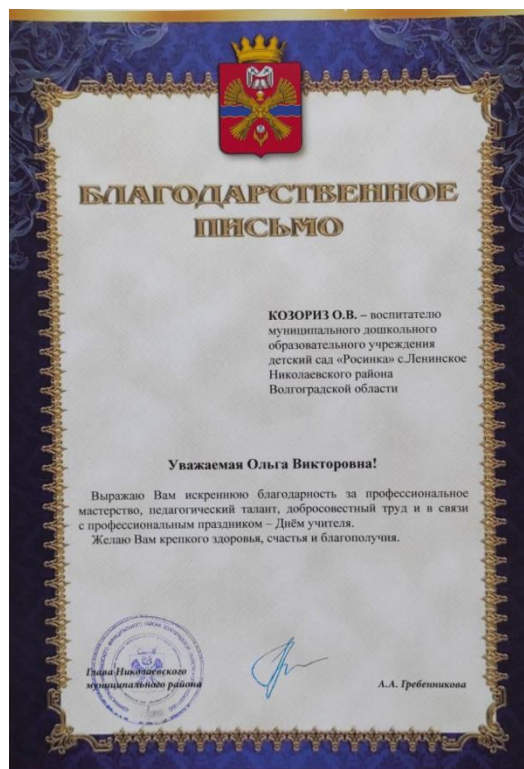 БЛАГОДАРСТВЕННОЕ
ПИСЬМО
КОЗОРИЗ О.В. – воспитателю
муниципального дошкольного
образовательного учреждения
детский сад «Росинка» с.Ленинское
Николаевского района
Волгоградской области
Уважаемая Ольга Викторовна!
Выражаю Вам искреннюю благодарность за профессиональное
мастерство, педагогический талант, добросовестный труд и в связи
с профессиональным праздником – Днём учителя.
Желаю Вам крепкого здоровья, счастья и благополучия.
Глава Николаевского
муниципального района
А.А. Гребенникова